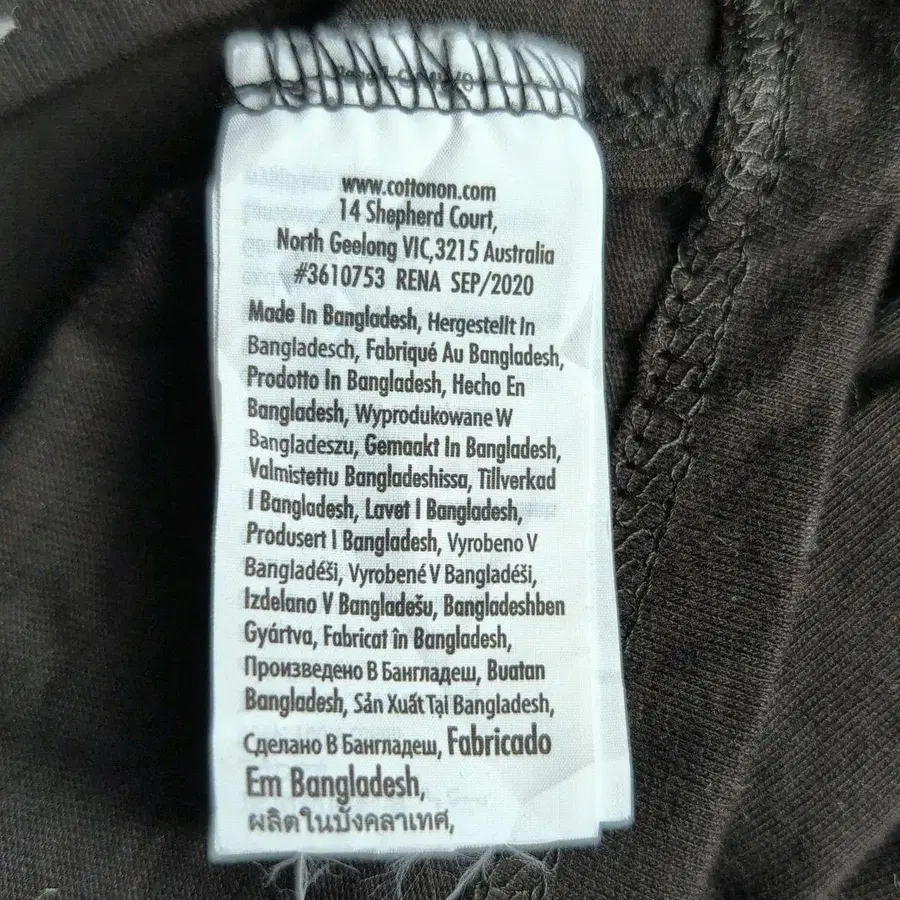 www.cottonon.com
14 Shepherd Court,
North Geelong VIC,3215 Australia
#3610753 RENA SEP/2020
Made In Bangladesh, Hergestellt In
Bangladesch, Fabriqué Au Bangladesh,
Prodotto In Bangladesh, Hecho En
Bangladesh, Wyprodukowane W
Bangladeszu, Gemaakt In Bangladesh,
Valmistettu Bangladeshissa, Tillverkad
I Bangladesh, Lavet I Bangladesh,
Produsert I Bangladesh, Vyrobeno V
Bangladéši, Vyrobené V Bangladéši,
Izdelano V Bangladešu, Bangladeshben
Gyártva, Fabricat în Bangladesh,
Произведено В Бангладеш, Buatan
Bangladesh, Sản Xuất Tại Bangladesh,
Сделано В Бангладеш, Fabricado
Em Bangladesh,
ผลิตในบังคลาเทศ,